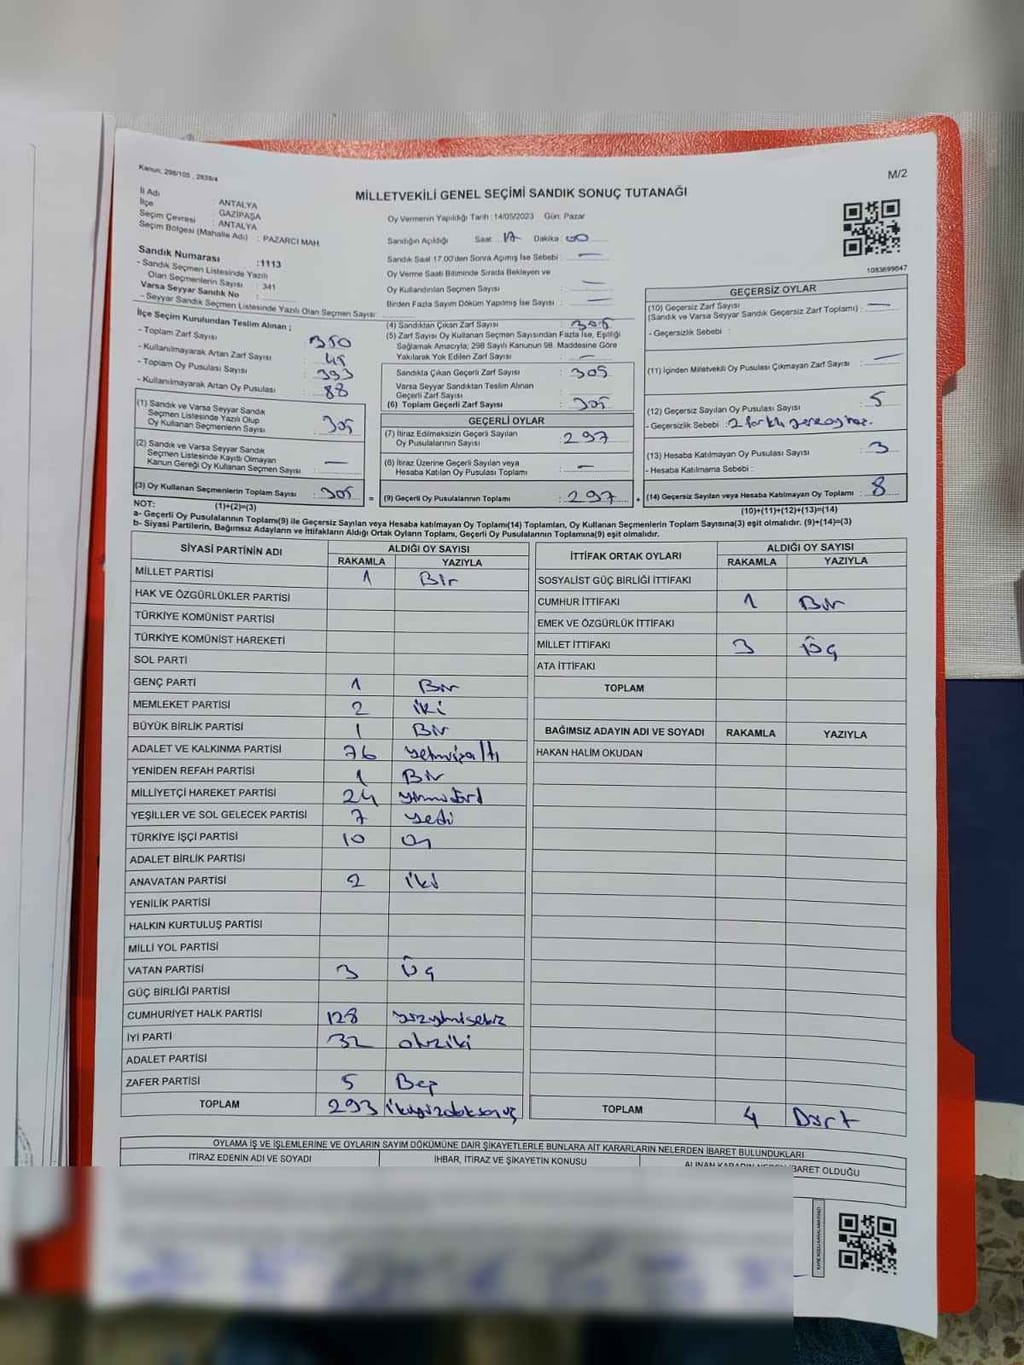 Kanun, 298/105 , 2839/4
M/2
MİLLETVEKİLİ GENEL SEÇİMİ SANDIK SONUÇ TUTANAĞI
İl Adı : ANTALYA
İlçe : GAZİPAŞA
Seçim Çevresi : ANTALYA
Seçim Bölgesi (Mahalle Adı) : PAZARCI MAH.
Sandık Numarası :1113
- Sandık Seçmen Listesinde Yazılı
Olan Seçmenlerin Sayısı : 341
Varsa Seyyar Sandık No :
- Seyyar Sandık Seçmen Listesinde Yazılı Olan Seçmen Sayısı :
Oy Vermenin Yapıldığı Tarih : 14/05/2023 Gün: Pazar
Sandığın Açıldığı Saat : 17 Dakika : 00
Sandık Saat 17.00'den Sonra Açılmış İse Sebebi : —
Oy Verme Saati Bitiminde Sırada Bekleyen ve
Oy Kullandırılan Seçmen Sayısı : —
Birden Fazla Sayım Döküm Yapılmış İse Sayısı : —
1083699647
İlçe Seçim Kurulundan Teslim Alınan ;
- Toplam Zarf Sayısı : 350
- Kullanılmayarak Artan Zarf Sayısı : 45
- Toplam Oy Pusulası Sayısı : 393
- Kullanılmayarak Artan Oy Pusulası : 88
(1) Sandık ve Varsa Seyyar Sandık
Seçmen Listesinde Yazılı Olup
Oy Kullanan Seçmenlerin Sayısı : 305
(2) Sandık ve Varsa Seyyar Sandık
Seçmen Listesinde Kayıtlı Olmayan
Kanun Gereği Oy Kullanan Seçmen Sayısı : —
(3) Oy Kullanan Seçmenlerin Toplam Sayısı : 305
(1)+(2)=(3)
(4) Sandıktan Çıkan Zarf Sayısı : 305
(5) Zarf Sayısı Oy Kullanan Seçmen Sayısından Fazla İse, Eşitliği
Sağlamak Amacıyla; 298 Sayılı Kanunun 98. Maddesine Göre
Yakılarak Yok Edilen Zarf Sayısı : —
Sandıkta Çıkan Geçerli Zarf Sayısı : 305
Varsa Seyyar Sandıktan Teslim Alınan
Geçerli Zarf Sayısı :
(6) Toplam Geçerli Zarf Sayısı : 305
GEÇERLİ OYLAR
(7) İtiraz Edilmeksizin Geçerli Sayılan
Oy Pusulalarının Sayısı : 297
(8) İtiraz Üzerine Geçerli Sayılan veya
Hesaba Katılan Oy Pusulası Toplamı : —
= (9) Geçerli Oy Pusulalarının Toplamı : 297 +
GEÇERSİZ OYLAR
(10) Geçersiz Zarf Sayısı
(Sandık ve Varsa Seyyar Sandık Geçersiz Zarf Toplamı) : —
- Geçersizlik Sebebi :
(11) İçinden Milletvekili Oy Pusulası Çıkmayan Zarf Sayısı : —
(12) Geçersiz Sayılan Oy Pusulası Sayısı : 5
- Geçersizlik Sebebi : 2 farklı
(13) Hesaba Katılmayan Oy Pusulası Sayısı : 3
- Hesaba Katılmama Sebebi :
(14) Geçersiz Sayılan veya Hesaba Katılmayan Oy Toplamı : 8
(10)+(11)+(12)+(13)=(14)
NOT:
a- Geçerli Oy Pusulalarının Toplamı(9) ile Geçersiz Sayılan veya Hesaba katılmayan Oy Toplamı(14) Toplamları, Oy Kullanan Seçmenlerin Toplam Sayısına(3) eşit olmalıdır. (9)+(14)=(3)
b- Siyasi Partilerin, Bağımsız Adayların ve İttifakların Aldığı Ortak Oyların Toplamı, Geçerli Oy Pusulalarının Toplamına(9) eşit olmalıdır.
SİYASİ PARTİNİN ADI ALDIĞI OY SAYISI
RAKAMLA YAZIYLA
MİLLET PARTİSİ 1 Bir
HAK VE ÖZGÜRLÜKLER PARTİSİ
TÜRKİYE KOMÜNİST PARTİSİ
TÜRKİYE KOMÜNİST HAREKETİ
SOL PARTİ
GENÇ PARTİ 1 Bir
MEMLEKET PARTİSİ 2 iki
BÜYÜK BİRLİK PARTİSİ 1 Bir
ADALET VE KALKINMA PARTİSİ 76 yetmişaltı
YENİDEN REFAH PARTİSİ 1 Bir
MİLLİYETÇİ HAREKET PARTİSİ 24 yirmidört
YEŞİLLER VE SOL GELECEK PARTİSİ 7 yedi
TÜRKİYE İŞÇİ PARTİSİ 10 On
ADALET BİRLİK PARTİSİ
ANAVATAN PARTİSİ 2 iki
YENİLİK PARTİSİ
HALKIN KURTULUŞ PARTİSİ
MİLLİ YOL PARTİSİ
VATAN PARTİSİ 3 Üç
GÜÇ BİRLİĞİ PARTİSİ
CUMHURİYET HALK PARTİSİ 128 yüzyirmisekiz
İYİ PARTİ 32 otuziki
ADALET PARTİSİ
ZAFER PARTİSİ 5 Beş
TOPLAM 293 ikiyüzdoksanüç
İTTİFAK ORTAK OYLARI ALDIĞI OY SAYISI
RAKAMLA YAZIYLA
SOSYALİST GÜÇ BİRLİĞİ İTTİFAKI
CUMHUR İTTİFAKI 1 Bir
EMEK VE ÖZGÜRLÜK İTTİFAKI
MİLLET İTTİFAKI 3 Üç
ATA İTTİFAKI
TOPLAM
BAĞIMSIZ ADAYIN ADI VE SOYADI RAKAMLA YAZIYLA
HAKAN HALİM OKUDAN
TOPLAM 4 Dört
OYLAMA İŞ VE İŞLEMLERİNE VE OYLARIN SAYIM DÖKÜMÜNE DAİR ŞİKAYETLERLE BUNLARA AİT KARARLARIN NELERDEN İBARET BULUNDUKLARI
İTİRAZ EDENİN ADI VE SOYADI İHBAR, İTİRAZ VE ŞİKAYETİN KONUSU ALINAN KARARIN NEDEN İBARET OLDUĞU